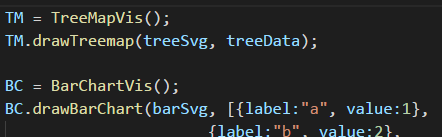 TM = TreeMapVis();
TM.drawTreemap(treeSvg, treeData);
BC = BarChartVis();
BC.drawBarChart(barSvg, [{label:"a", value:1},
{label:"b", value:2},